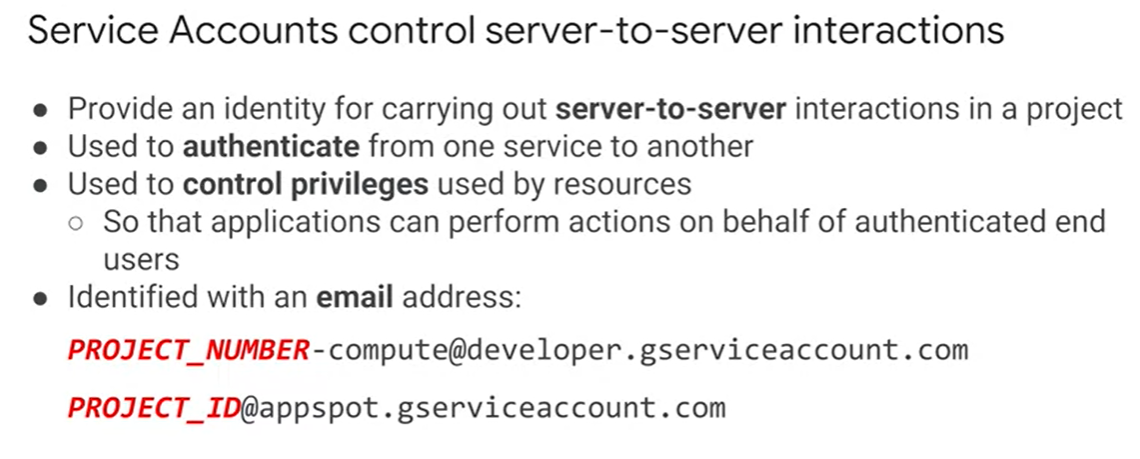 Service Accounts control server-to-server interactions
● Provide an identity for carrying out server-to-server interactions in a project
● Used to authenticate from one service to another
● Used to control privileges used by resources
○ So that applications can perform actions on behalf of authenticated end
users
● Identified with an email address:
PROJECT_NUMBER-compute@developer.gserviceaccount.com
PROJECT_ID@appspot.gserviceaccount.com